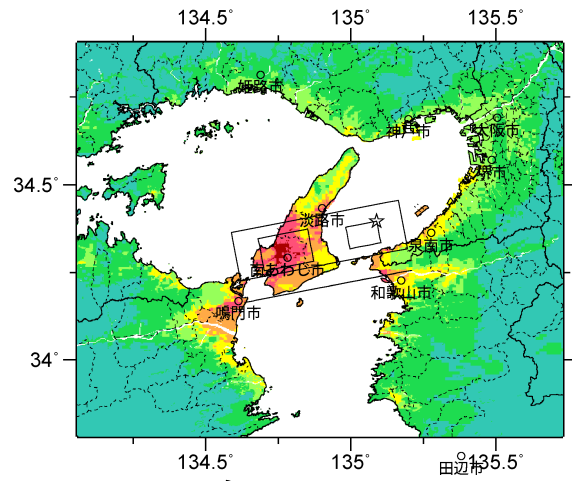 134.5° 135° 135.5°
姫路市
神戸市 大阪市
堺市
34.5°
淡路市
泉南市
南あわじ市
和歌山市
鳴門市
34°
134.5° 135° 135.5°
田辺市